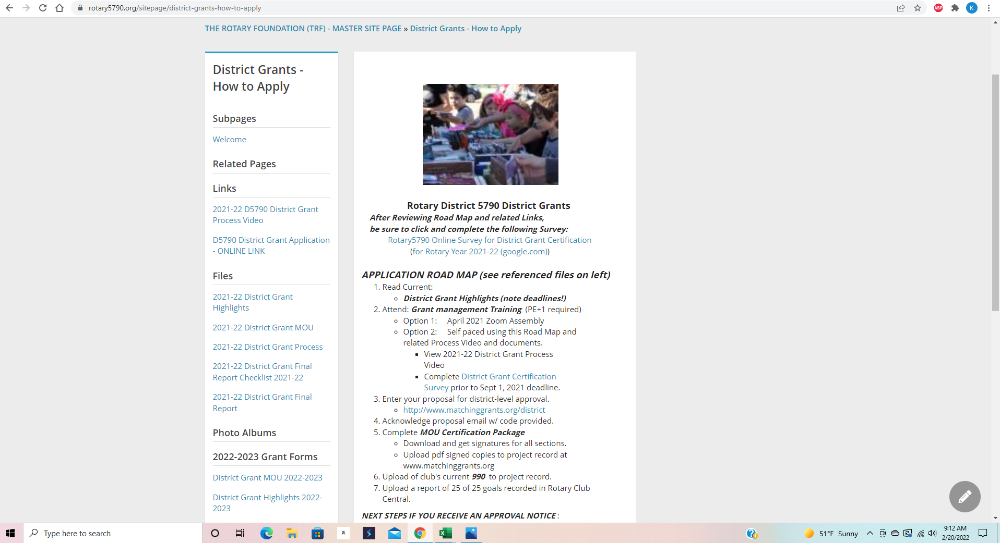 rotary5790.org/sitepage/district-grants-how-to-apply
ABP
K
THE ROTARY FOUNDATION (TRF) - MASTER SITE PAGE » District Grants - How to Apply
District Grants -
How to Apply
Subpages
Welcome
Related Pages
Links
2021-22 D5790 District Grant
Process Video
D5790 District Grant Application
- ONLINE LINK
Files
2021-22 District Grant
Highlights
2021-22 District Grant MOU
2021-22 District Grant Process
2021-22 District Grant Final
Report Checklist 2021-22
2021-22 District Grant Final
Report
Photo Albums
2022-2023 Grant Forms
District Grant MOU 2022-2023
District Grant Highlights 2022-
2023
Rotary District 5790 District Grants
After Reviewing Road Map and related Links,
be sure to click and complete the following Survey:
Rotary5790 Online Survey for District Grant Certification
(for Rotary Year 2021-22 (google.com))
APPLICATION ROAD MAP (see referenced files on left)
1. Read Current:
District Grant Highlights (note deadlines!)
2. Attend: Grant management Training (PE+1 required)
Option 1: April 2021 Zoom Assembly
Option 2: Self paced using this Road Map and
related Process Video and documents.
View 2021-22 District Grant Process
Video
Complete District Grant Certification
Survey prior to Sept 1, 2021 deadline.
3. Enter your proposal for district-level approval.
http://www.matchinggrants.org/district
4. Acknowledge proposal email w/ code provided.
5. Complete MOU Certification Package
Download and get signatures for all sections.
Upload pdf signed copies to project record at
www.matchinggrants.org
6. Upload of club's current 990 to project record.
7. Upload a report of 25 of 25 goals recorded in Rotary Club
Central.
NEXT STEPS IF YOU RECEIVE AN APPROVAL NOTICE :
Type here to search
a
51°F Sunny
9:12 AM
2/20/2022